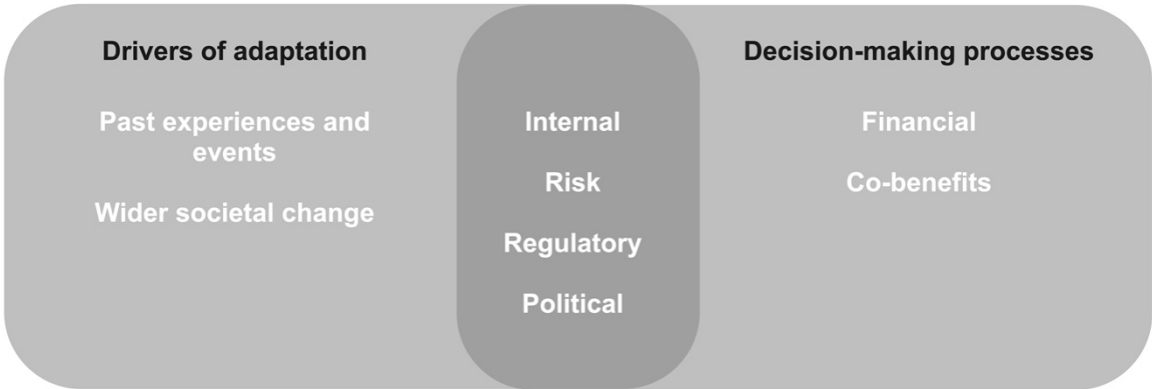 Drivers of adaptation
Past experiences and
events
Wider societal change
Internal
Risk
Regulatory
Political
Decision-making processes
Financial
Co-benefits